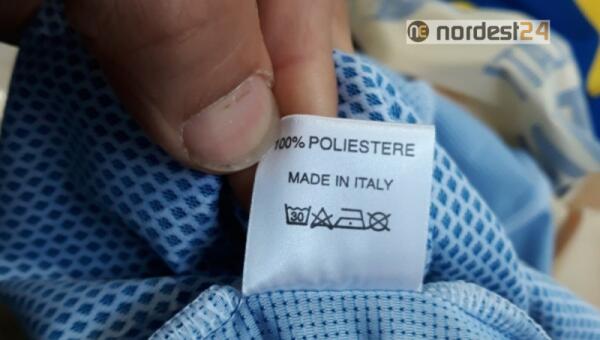 nordest24
100% POLIESTERE
MADE IN ITALY
30